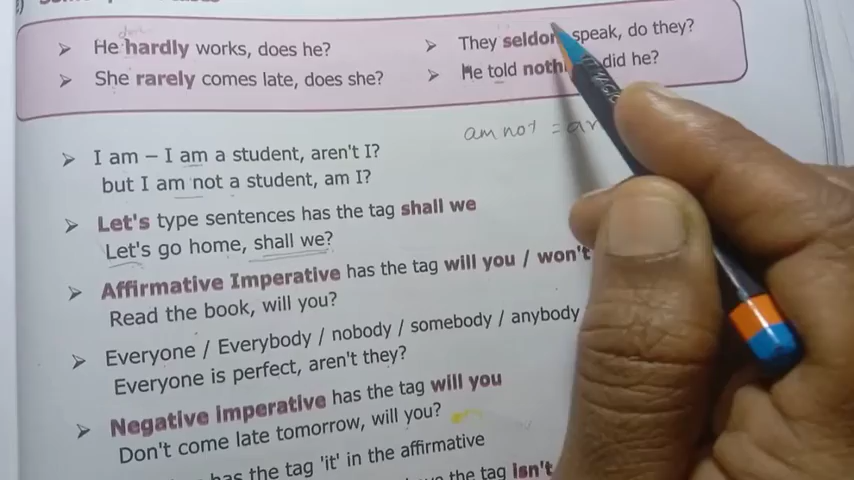 He hardly works, does he?
They seldom speak, do they?
She rarely comes late, does she?
He told did he?
am not =
I am – I am a student, aren't I?
but I am not a student, am I?
Let's type sentences has the tag shall we
Let's go home, shall we?
Affirmative Imperative has the tag will you / won't
Read the book, will you?
Everyone / Everybody / nobody / somebody / anybody
Everyone is perfect, aren't they?
Negative imperative has the tag will you
Don't come late tomorrow, will you?
has the tag 'it' in the affirmative
the tag isn't